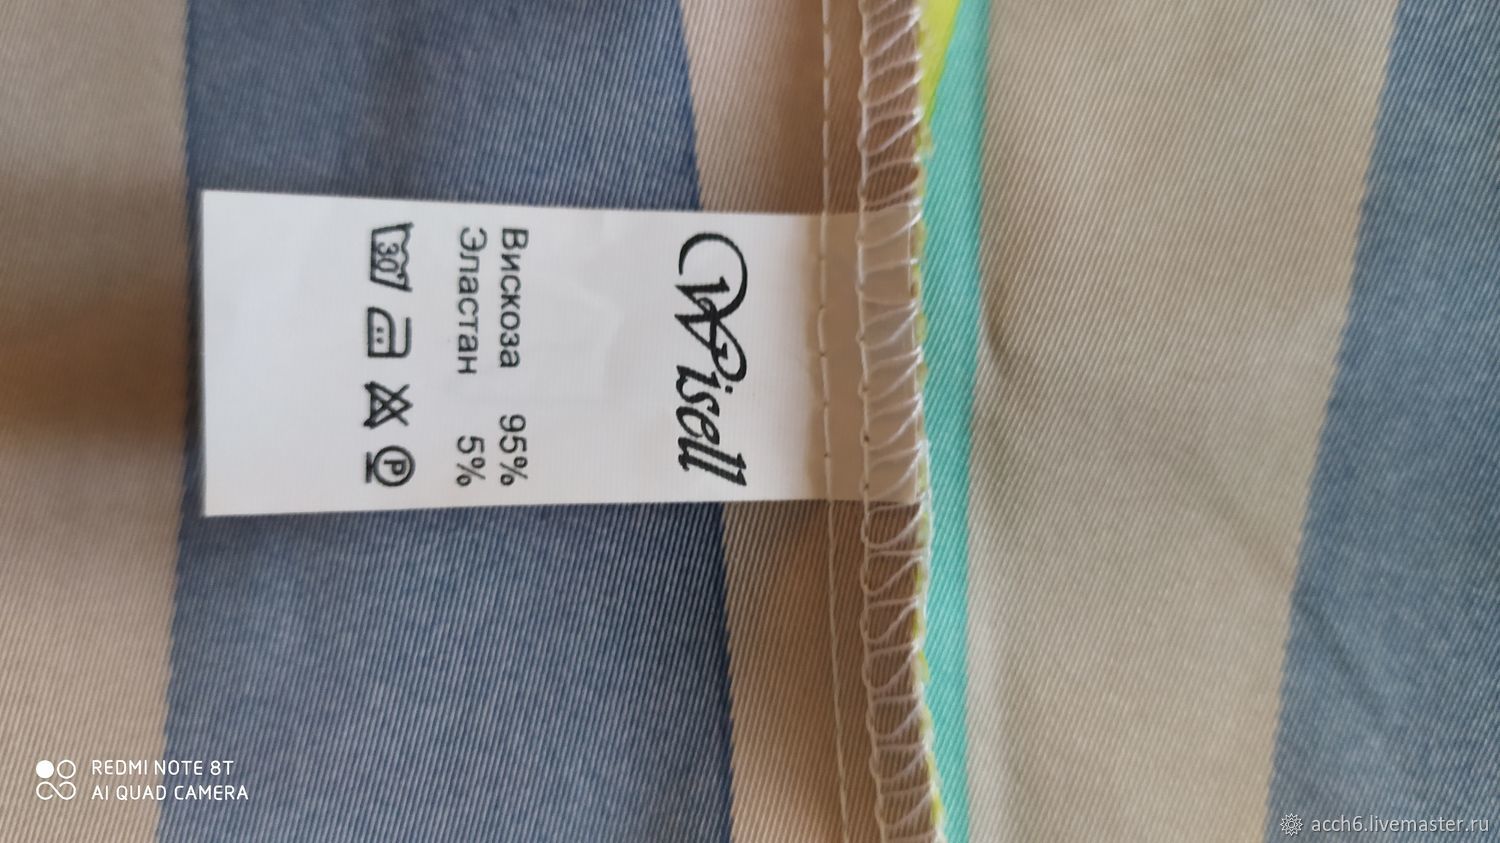 Wisell
Вискоза 95%
Эластан 5%
30°
P
REDMI NOTE 8T
AI QUAD CAMERA
acch6.livemaster.ru